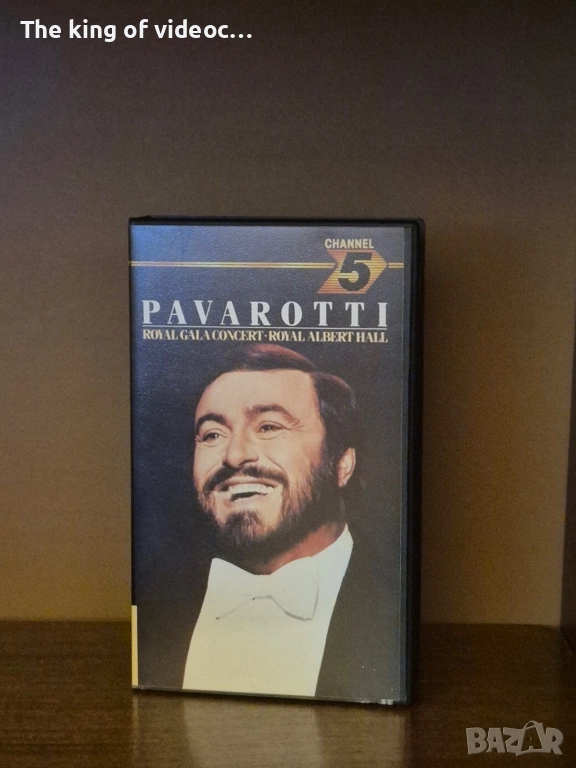 The king of videoc...
CHANNEL
5
PAVAROTTI
ROYAL GALA CONCERT·ROYAL ALBERT HALL
BAZAR